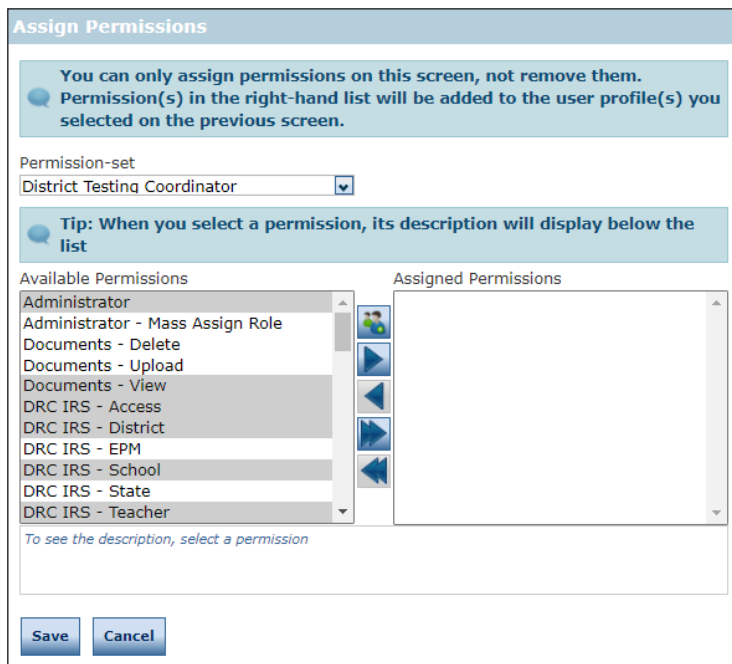 Assign Permissions
You can only assign permissions on this screen, not remove them.
Permission(s) in the right-hand list will be added to the user profile(s) you
selected on the previous screen.
Permission-set
District Testing Coordinator
Tip: When you select a permission, its description will display below the
list
Available Permissions
Assigned Permissions
Administrator
Administrator - Mass Assign Role
Documents - Delete
Documents - Upload
Documents - View
DRC IRS - Access
DRC IRS - District
DRC IRS - EPM
DRC IRS - School
DRC IRS - State
DRC IRS - Teacher
To see the description, select a permission
Save
Cancel